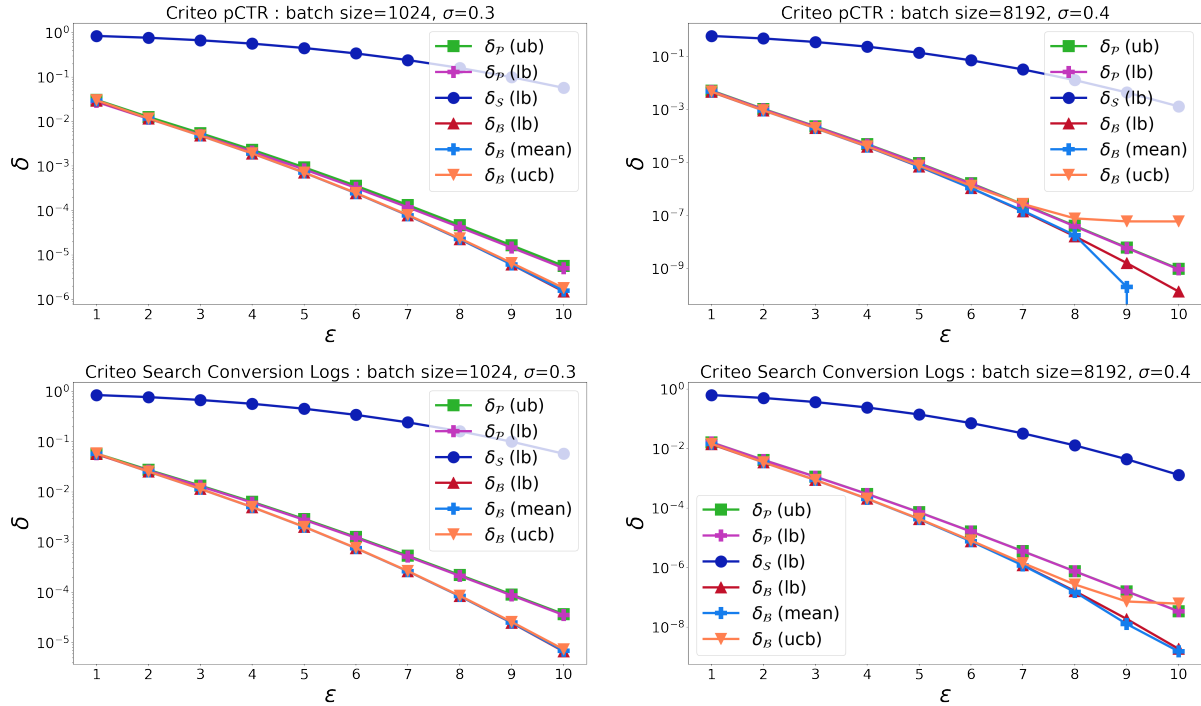 Criteo pCTR : batch size=1024, σ=0.3
δ
10⁰
10⁻¹
10⁻²
10⁻³
10⁻⁴
10⁻⁵
10⁻⁶
δ_P (ub)
δ_P (lb)
δ_S (lb)
δ_B (lb)
δ_B (mean)
δ_B (ucb)
1 2 3 4 5 6 7 8 9 10
ε
Criteo pCTR : batch size=8192, σ=0.4
δ
10⁻¹
10⁻³
10⁻⁵
10⁻⁷
10⁻⁹
δ_P (ub)
δ_P (lb)
δ_S (lb)
δ_B (lb)
δ_B (mean)
δ_B (ucb)
1 2 3 4 5 6 7 8 9 10
ε
Criteo Search Conversion Logs : batch size=1024, σ=0.3
δ
10⁰
10⁻¹
10⁻²
10⁻³
10⁻⁴
10⁻⁵
δ_P (ub)
δ_P (lb)
δ_S (lb)
δ_B (lb)
δ_B (mean)
δ_B (ucb)
1 2 3 4 5 6 7 8 9 10
ε
Criteo Search Conversion Logs : batch size=8192, σ=0.4
δ
10⁰
10⁻²
10⁻⁴
10⁻⁶
10⁻⁸
δ_P (ub)
δ_P (lb)
δ_S (lb)
δ_B (lb)
δ_B (mean)
δ_B (ucb)
1 2 3 4 5 6 7 8 9 10
ε